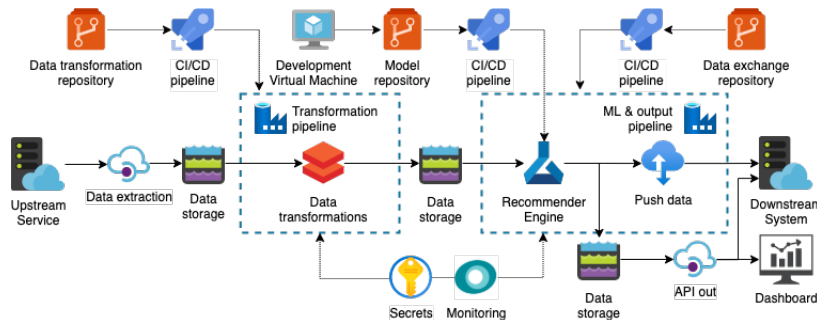 Data transformation
repository
CI/CD
pipeline
Development
Virtual Machine
Model
repository
CI/CD
pipeline
CI/CD
pipeline
Data exchange
repository
Transformation
pipeline
ML & output
pipeline
Upstream
Service
Data extraction
Data
storage
Data
transformations
Data
storage
Recommender
Engine
Push data
Downstream
System
Secrets
Monitoring
Data
storage
API out
Dashboard